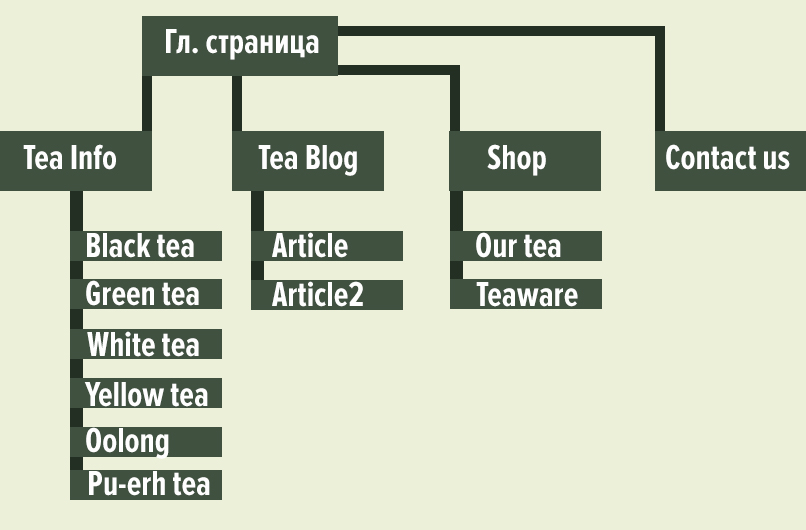 Гл. страница
Tea Info
Tea Blog
Shop
Contact us
Black tea
Green tea
White tea
Yellow tea
Oolong
Pu-erh tea
Article
Article2
Our tea
Teaware